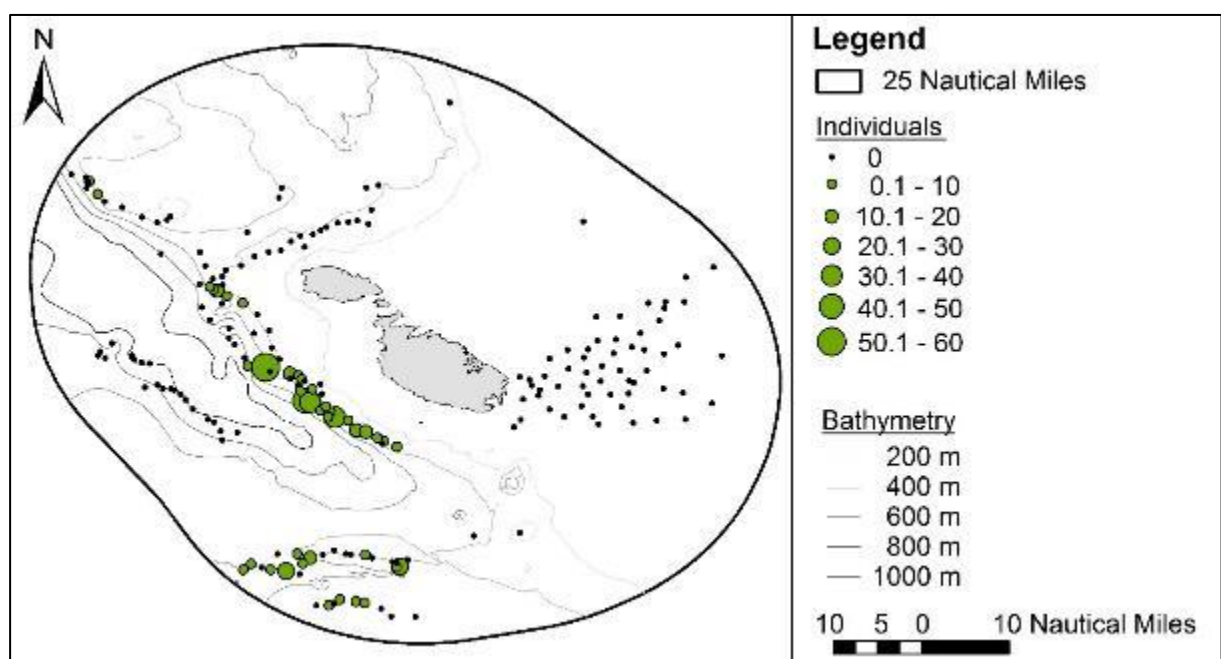 N
Legend
25 Nautical Miles
Individuals
0
0.1 - 10
10.1 - 20
20.1 - 30
30.1 - 40
40.1 - 50
50.1 - 60
Bathymetry
200 m
400 m
600 m
800 m
1000 m
10 5 0 10 Nautical Miles